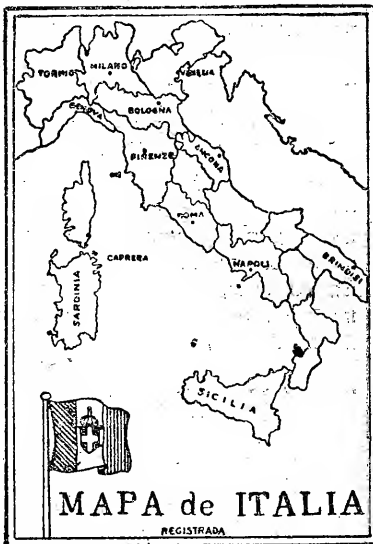 TORINO
MILANO
VENEZIA
GENOVA
BOLOGNA
FIRENZE
ANCONA
ROMA
CAPRERA
NAPOLI
BRINDISI
SARDINIA
SICILIA
MAPA de ITALIA
REGISTRADA